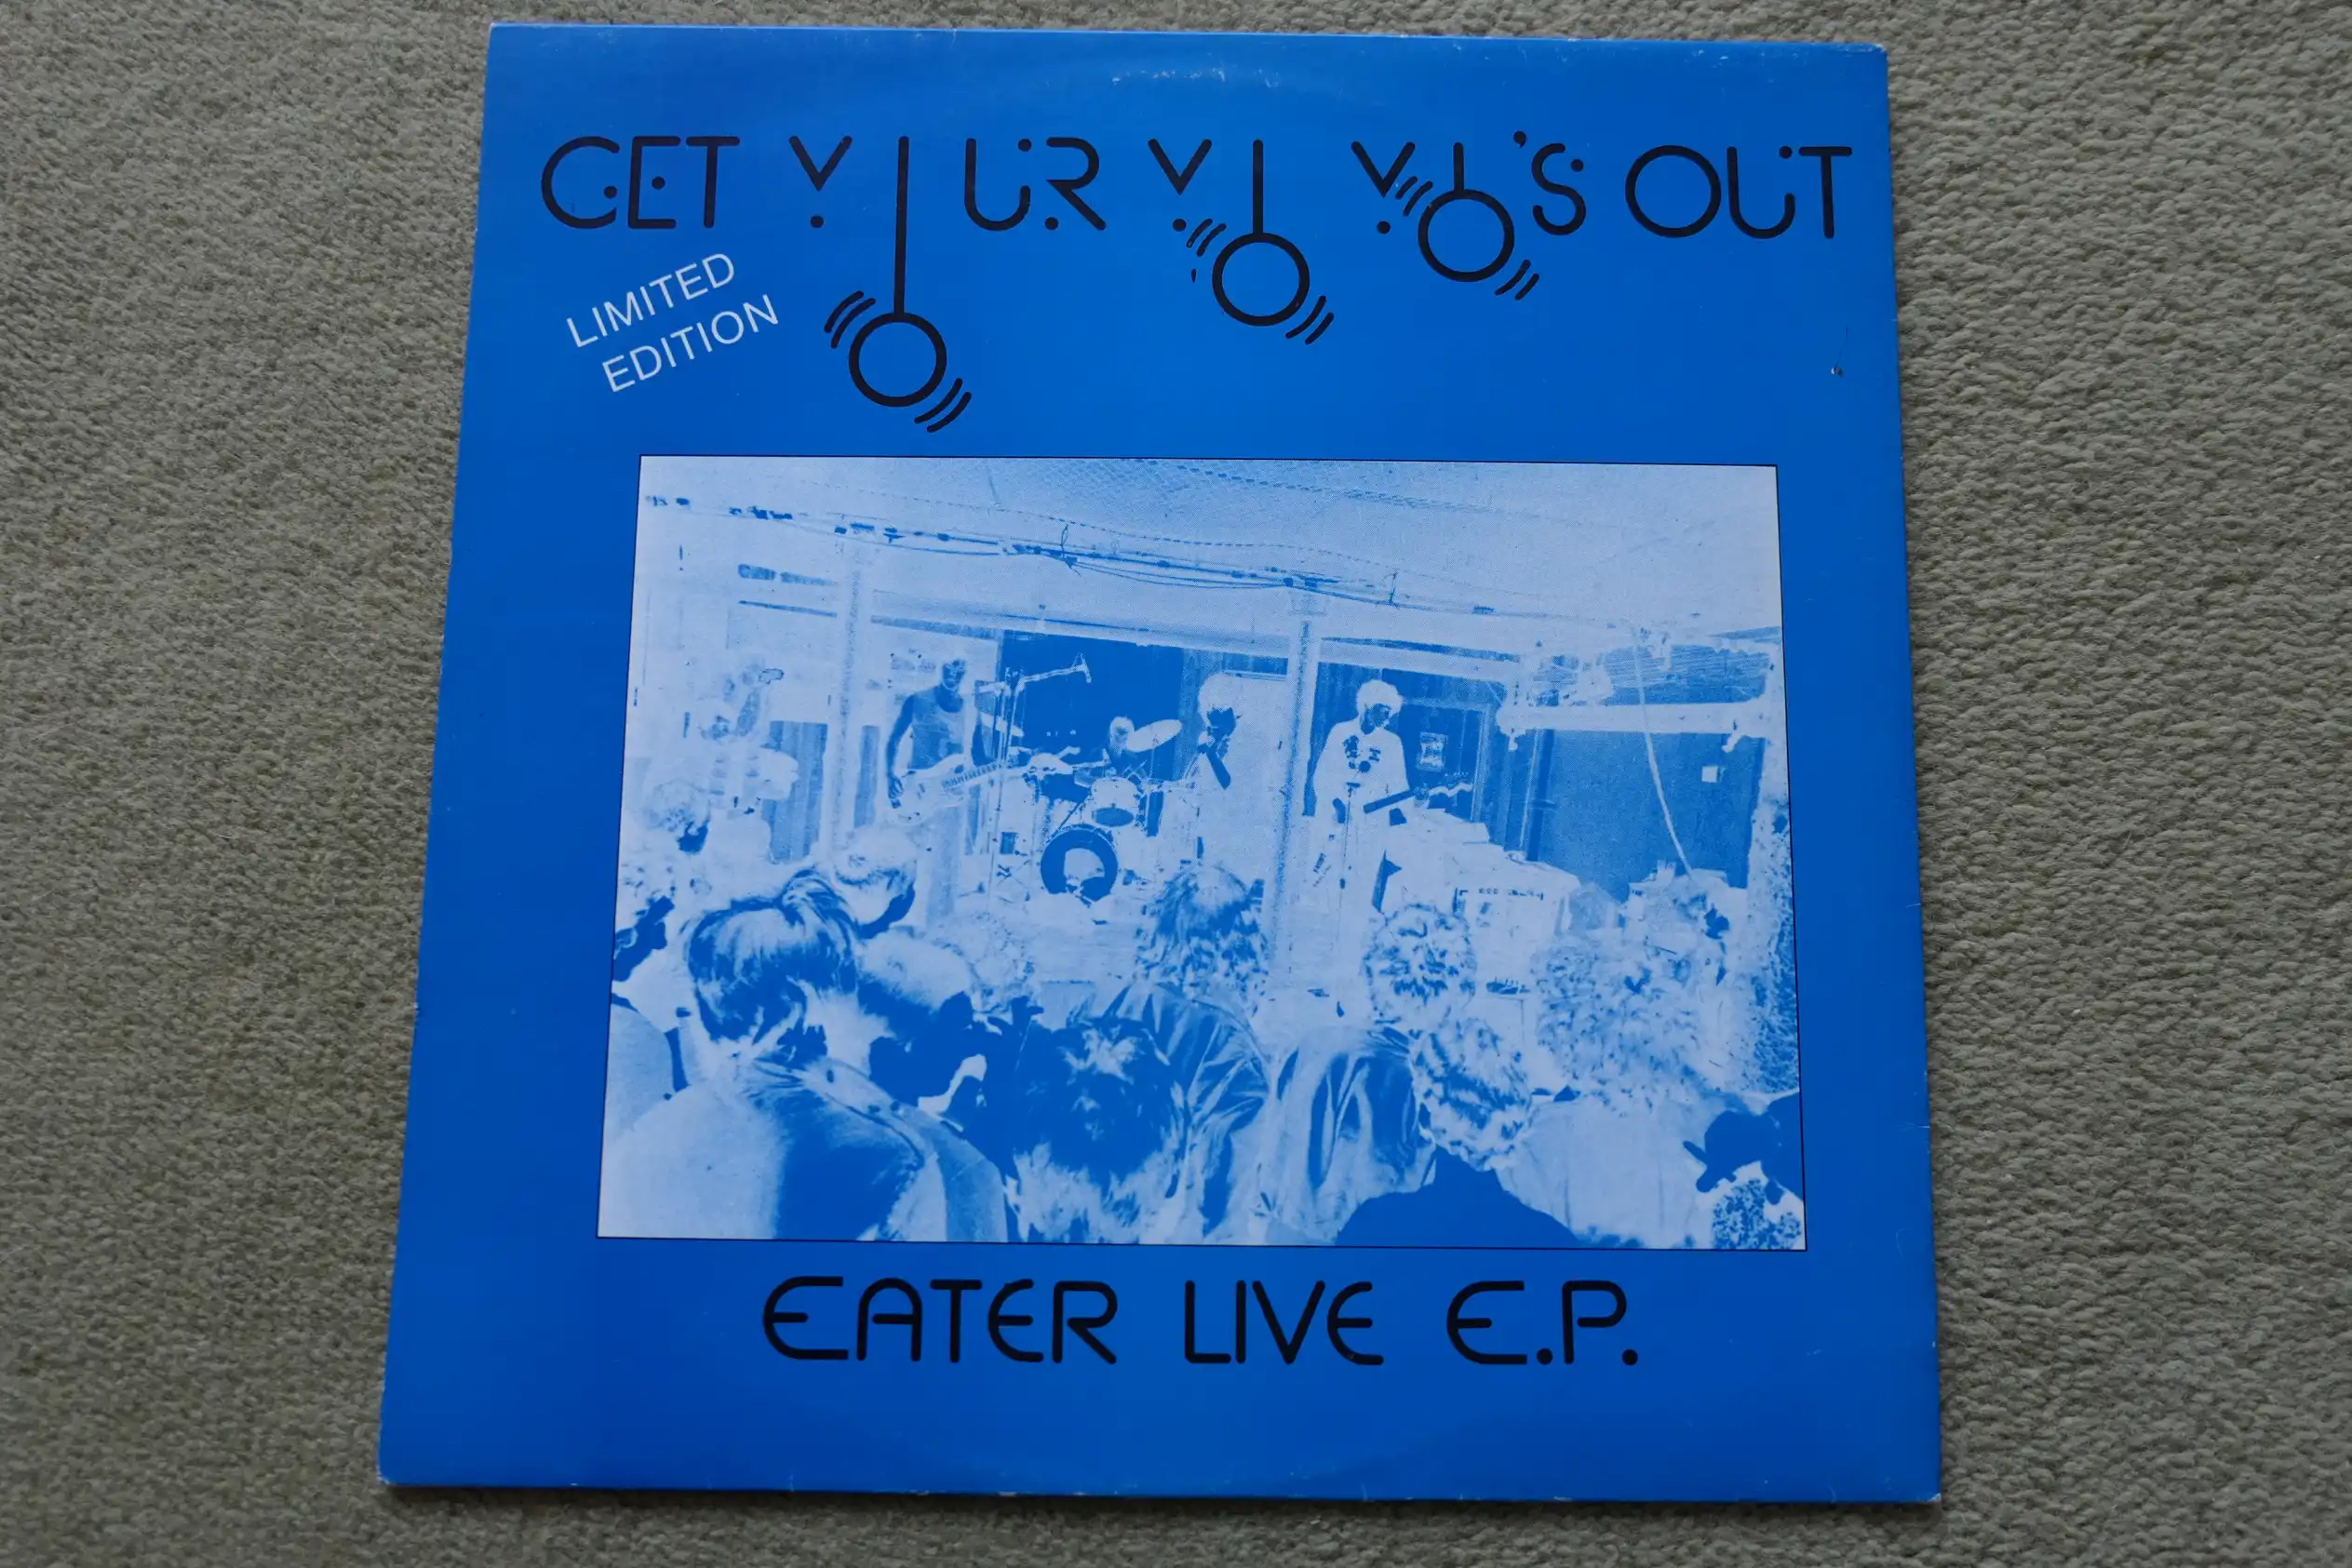 GET YOUR YO YO'S OUT
LIMITED
EDITION
EATER LIVE E.P.